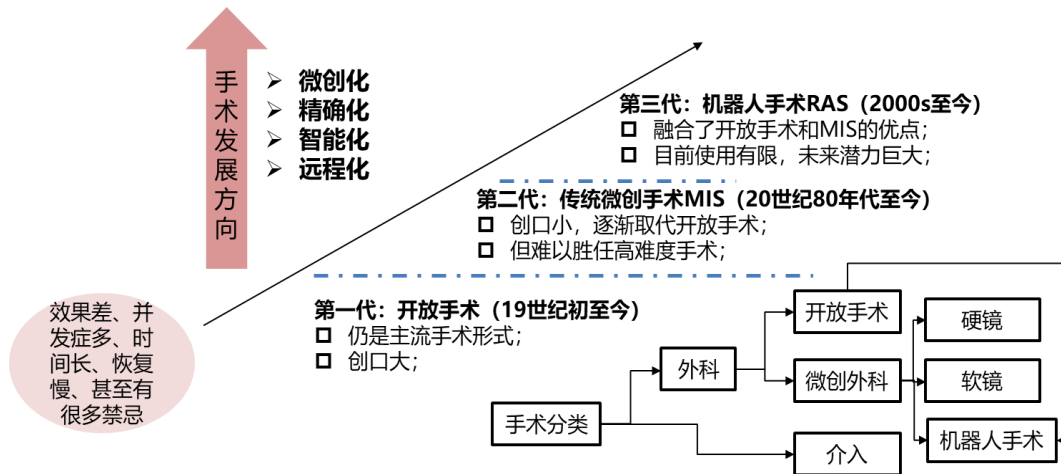 手术发展方向
➢ 微创化
➢ 精确化
➢ 智能化
➢ 远程化
第三代：机器人手术RAS（2000s至今）
融合了开放手术和MIS的优点；
目前使用有限，未来潜力巨大；
第二代：传统微创手术MIS（20世纪80年代至今）
创口小，逐渐取代开放手术；
但难以胜任高难度手术；
第一代：开放手术（19世纪初至今）
仍是主流手术形式；
创口大；
效果差、并
发症多、时
间长、恢复
慢、甚至有
很多禁忌
手术分类
外科
介入
开放手术
微创外科
硬镜
软镜
机器人手术